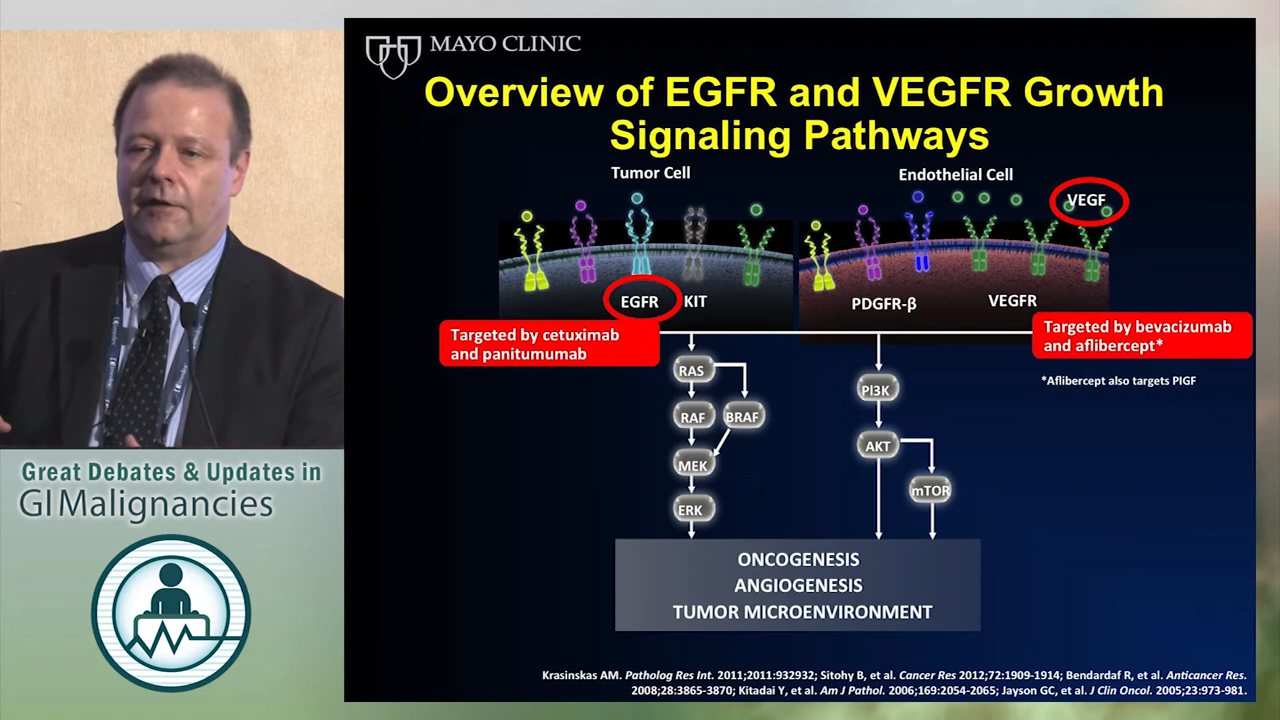 MAYO CLINIC
Overview of EGFR and VEGFR Growth
Signaling Pathways
Tumor Cell
Endothelial Cell
VEGF
EGFR
KIT
PDGFR-β
VEGFR
Targeted by cetuximab
and panitumumab
Targeted by bevacizumab
and aflibercept*
*Aflibercept also targets PlGF
RAS
RAF
BRAF
MEK
ERK
PI3K
AKT
mTOR
ONCOGENESIS
ANGIOGENESIS
TUMOR MICROENVIRONMENT
Krasinskas AM. Patholog Res Int. 2011;2011:932932; Sitohy B, et al. Cancer Res 2012;72:1909-1914; Bendardaf R, et al. Anticancer Res.
2008;28:3865-3870; Kitadai Y, et al. Am J Pathol. 2006;169:2054-2065; Jayson GC, et al. J Clin Oncol. 2005;23:973-981.
Great Debates & Updates in
GI Malignancies